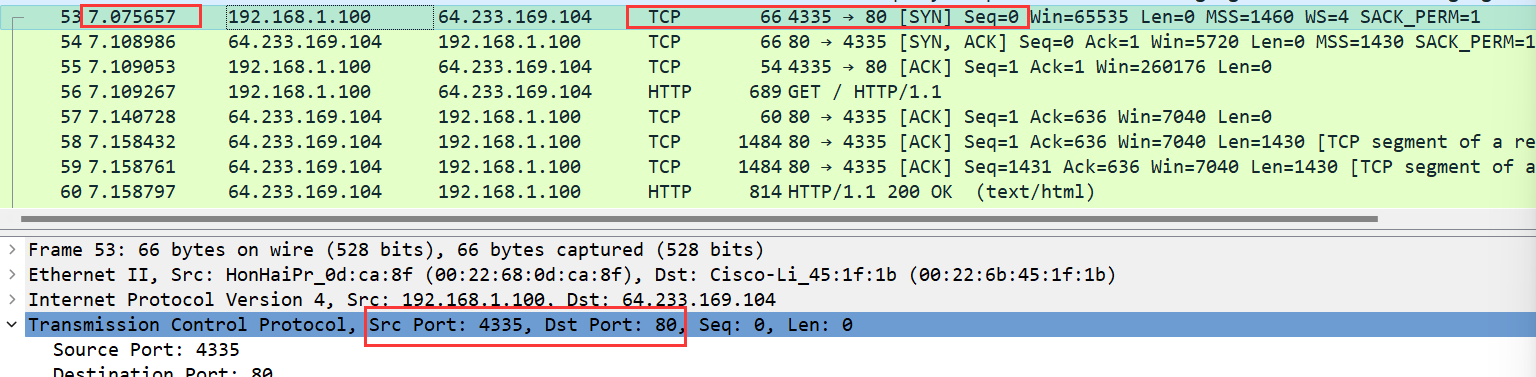 53 7.075657 192.168.1.100 64.233.169.104 TCP 66 4335 → 80 [SYN] Seq=0 Win=65535 Len=0 MSS=1460 WS=4 SACK_PERM=1
54 7.108986 64.233.169.104 192.168.1.100 TCP 66 80 → 4335 [SYN, ACK] Seq=0 Ack=1 Win=5720 Len=0 MSS=1430 SACK_PERM=1
55 7.109053 192.168.1.100 64.233.169.104 TCP 54 4335 → 80 [ACK] Seq=1 Ack=1 Win=260176 Len=0
56 7.109267 192.168.1.100 64.233.169.104 HTTP 689 GET / HTTP/1.1
57 7.140728 64.233.169.104 192.168.1.100 TCP 60 80 → 4335 [ACK] Seq=1 Ack=636 Win=7040 Len=0
58 7.158432 64.233.169.104 192.168.1.100 TCP 1484 80 → 4335 [ACK] Seq=1 Ack=636 Win=7040 Len=1430 [TCP segment of a re
59 7.158761 64.233.169.104 192.168.1.100 TCP 1484 80 → 4335 [ACK] Seq=1431 Ack=636 Win=7040 Len=1430 [TCP segment of a
60 7.158797 64.233.169.104 192.168.1.100 HTTP 814 HTTP/1.1 200 OK (text/html)
Frame 53: 66 bytes on wire (528 bits), 66 bytes captured (528 bits)
Ethernet II, Src: HonHaiPr_0d:ca:8f (00:22:68:0d:ca:8f), Dst: Cisco-Li_45:1f:1b (00:22:6b:45:1f:1b)
Internet Protocol Version 4, Src: 192.168.1.100, Dst: 64.233.169.104
Transmission Control Protocol, Src Port: 4335, Dst Port: 80, Seq: 0, Len: 0
Source Port: 4335
Destination Port: 80